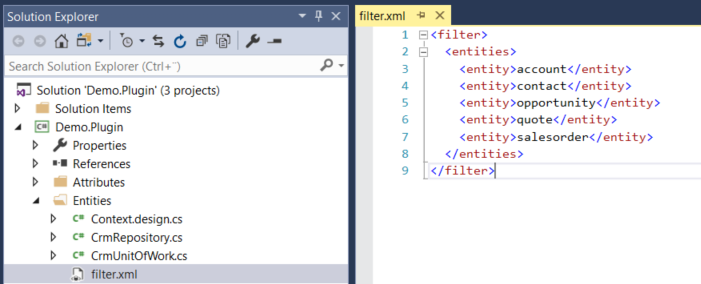 Solution Explorer
Search Solution Explorer (Ctrl+¨)
Solution 'Demo.Plugin' (3 projects)
Solution Items
Demo.Plugin
Properties
References
Attributes
Entities
Context.design.cs
CrmRepository.cs
CrmUnitOfWork.cs
filter.xml
filter.xml
1 <filter>
2 <entities>
3 <entity>account</entity>
4 <entity>contact</entity>
5 <entity>opportunity</entity>
6 <entity>quote</entity>
7 <entity>salesorder</entity>
8 </entities>
9 </filter>